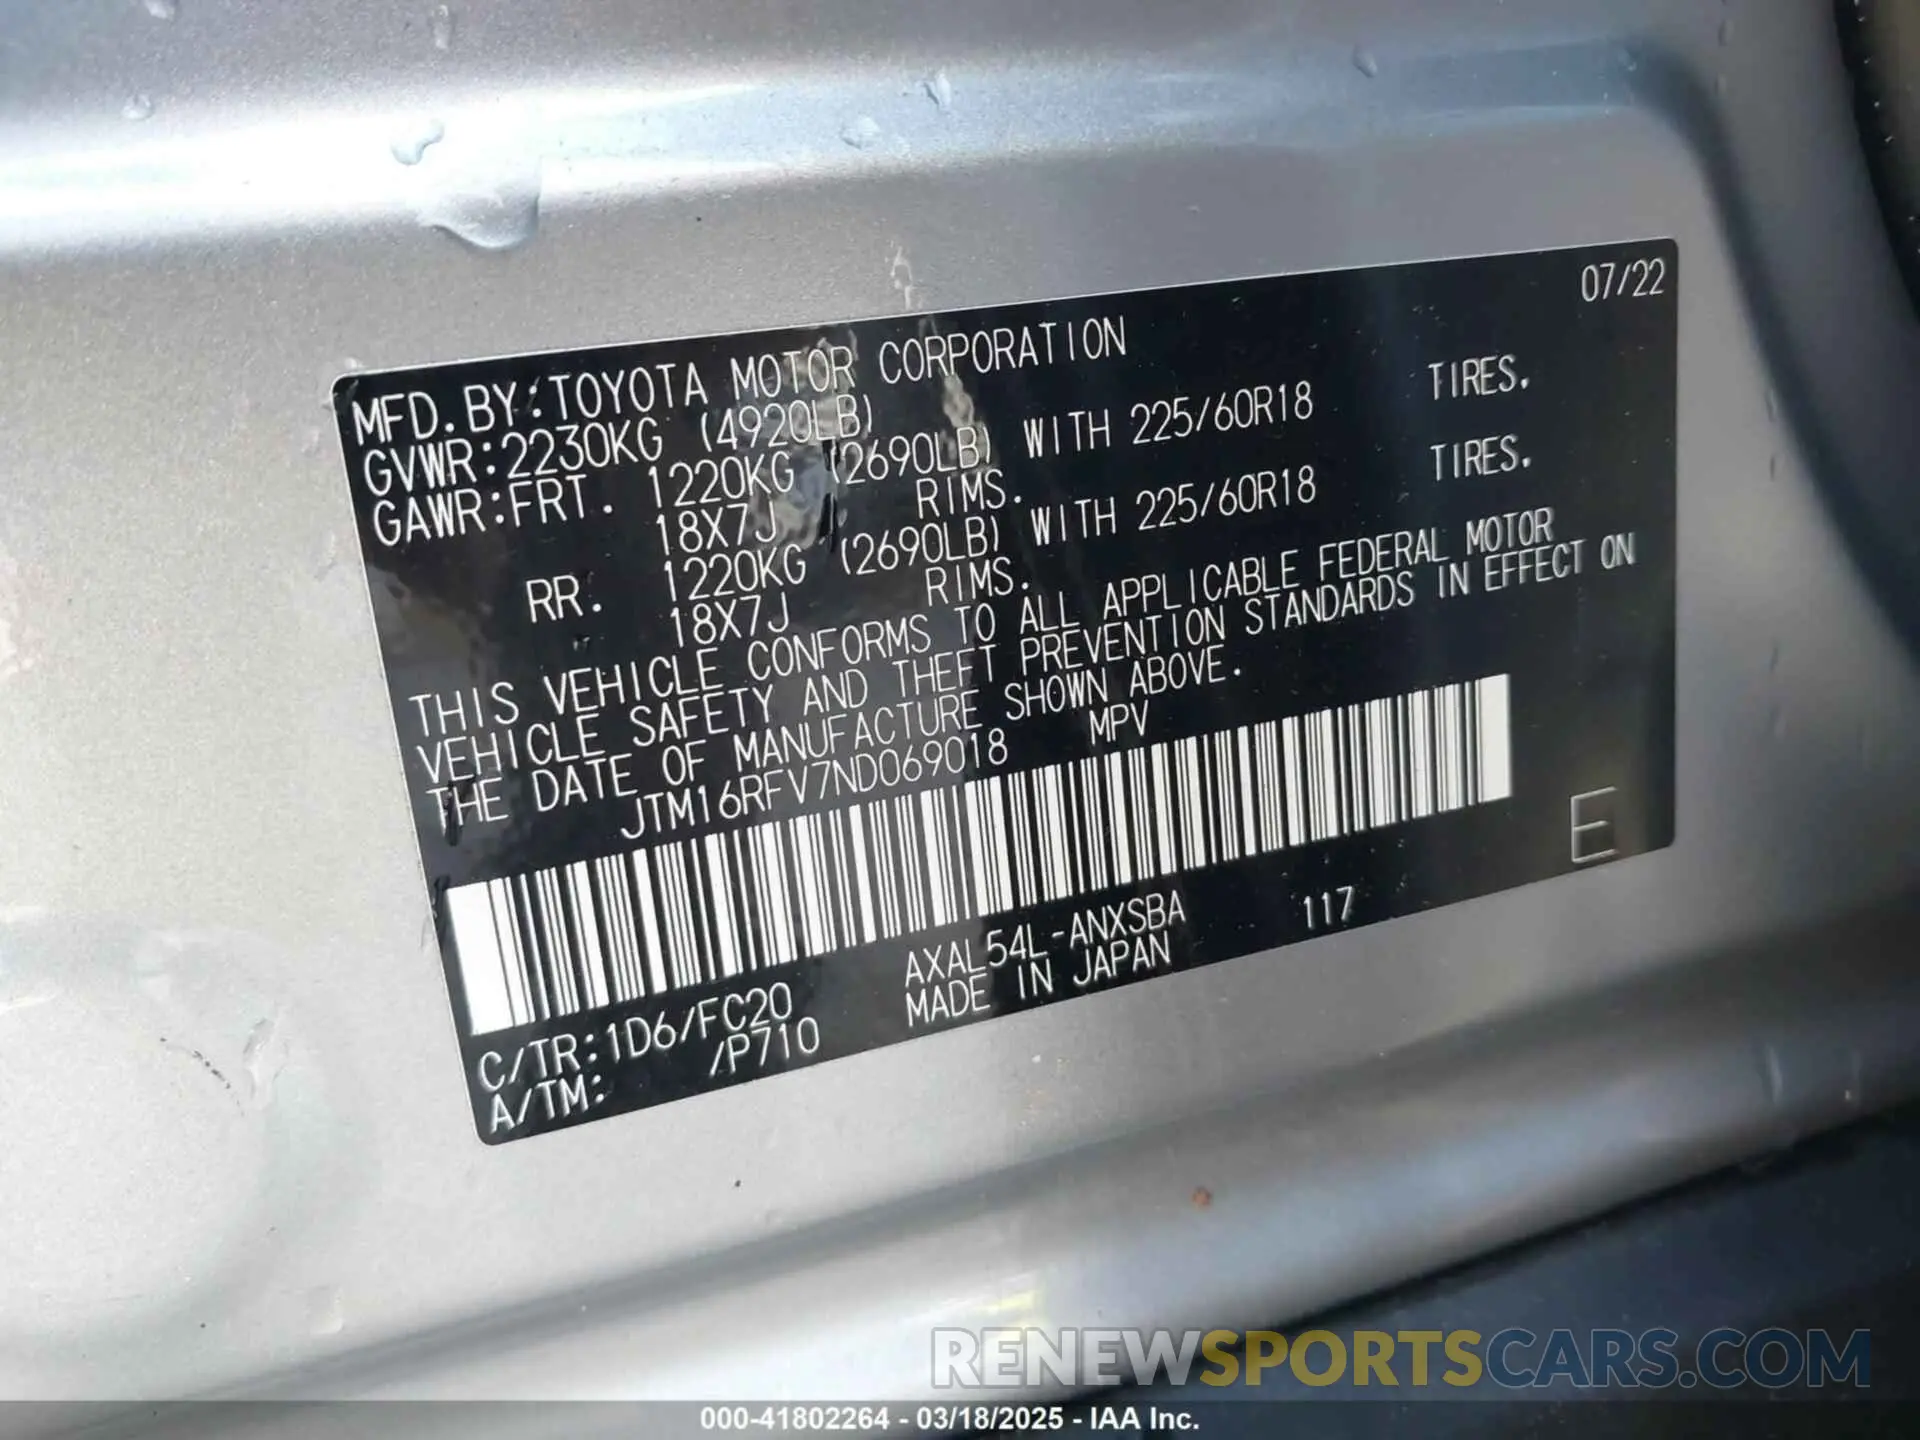 07/22
MFD.BY:TOYOTA MOTOR CORPORATION
GVWR:2230KG (4920LB)
GAWR:FRT. 1220KG (2690LB) WITH 225/60R18 TIRES.
18X7J RIMS.
RR. 1220KG (2690LB) WITH 225/60R18 TIRES.
18X7J RIMS.
THIS VEHICLE CONFORMS TO ALL APPLICABLE FEDERAL MOTOR
VEHICLE SAFETY AND THEFT PREVENTION STANDARDS IN EFFECT ON
THE DATE OF MANUFACTURE SHOWN ABOVE.
JTM16RFV7ND069018 MPV
E
C/TR:1D6/FC20 AXAL54L-ANXSBA 117
A/TM: /P710 MADE IN JAPAN
RENEWSPORTSCARS.COM
000-41802264 - 03/18/2025 - IAA Inc.